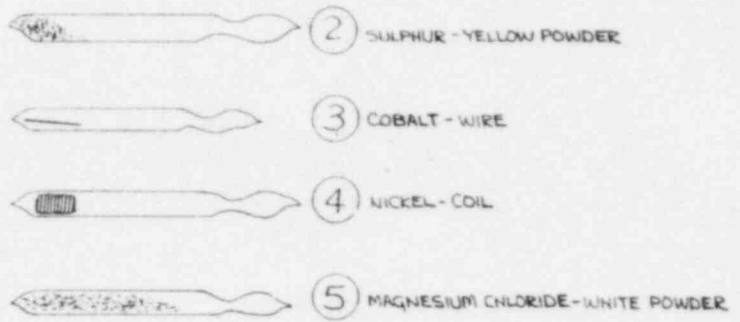 2 SULPHUR - YELLOW POWDER
3 COBALT - WIRE
4 NICKEL - COIL
5 MAGNESIUM CHLORIDE - WHITE POWDER